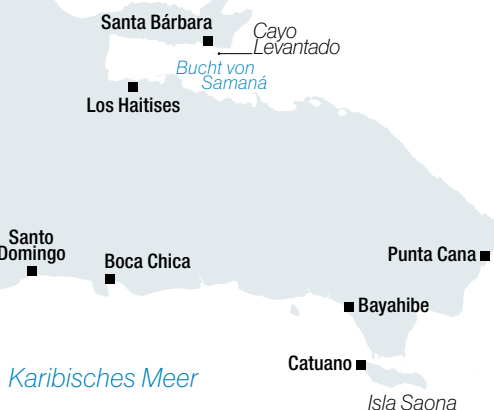 Santa Bárbara
Cayo
Levantado
Bucht von
Samaná
Los Haitises
Santo
Domingo
Boca Chica
Punta Cana
Bayahibe
Catuano
Karibisches Meer
Isla Saona